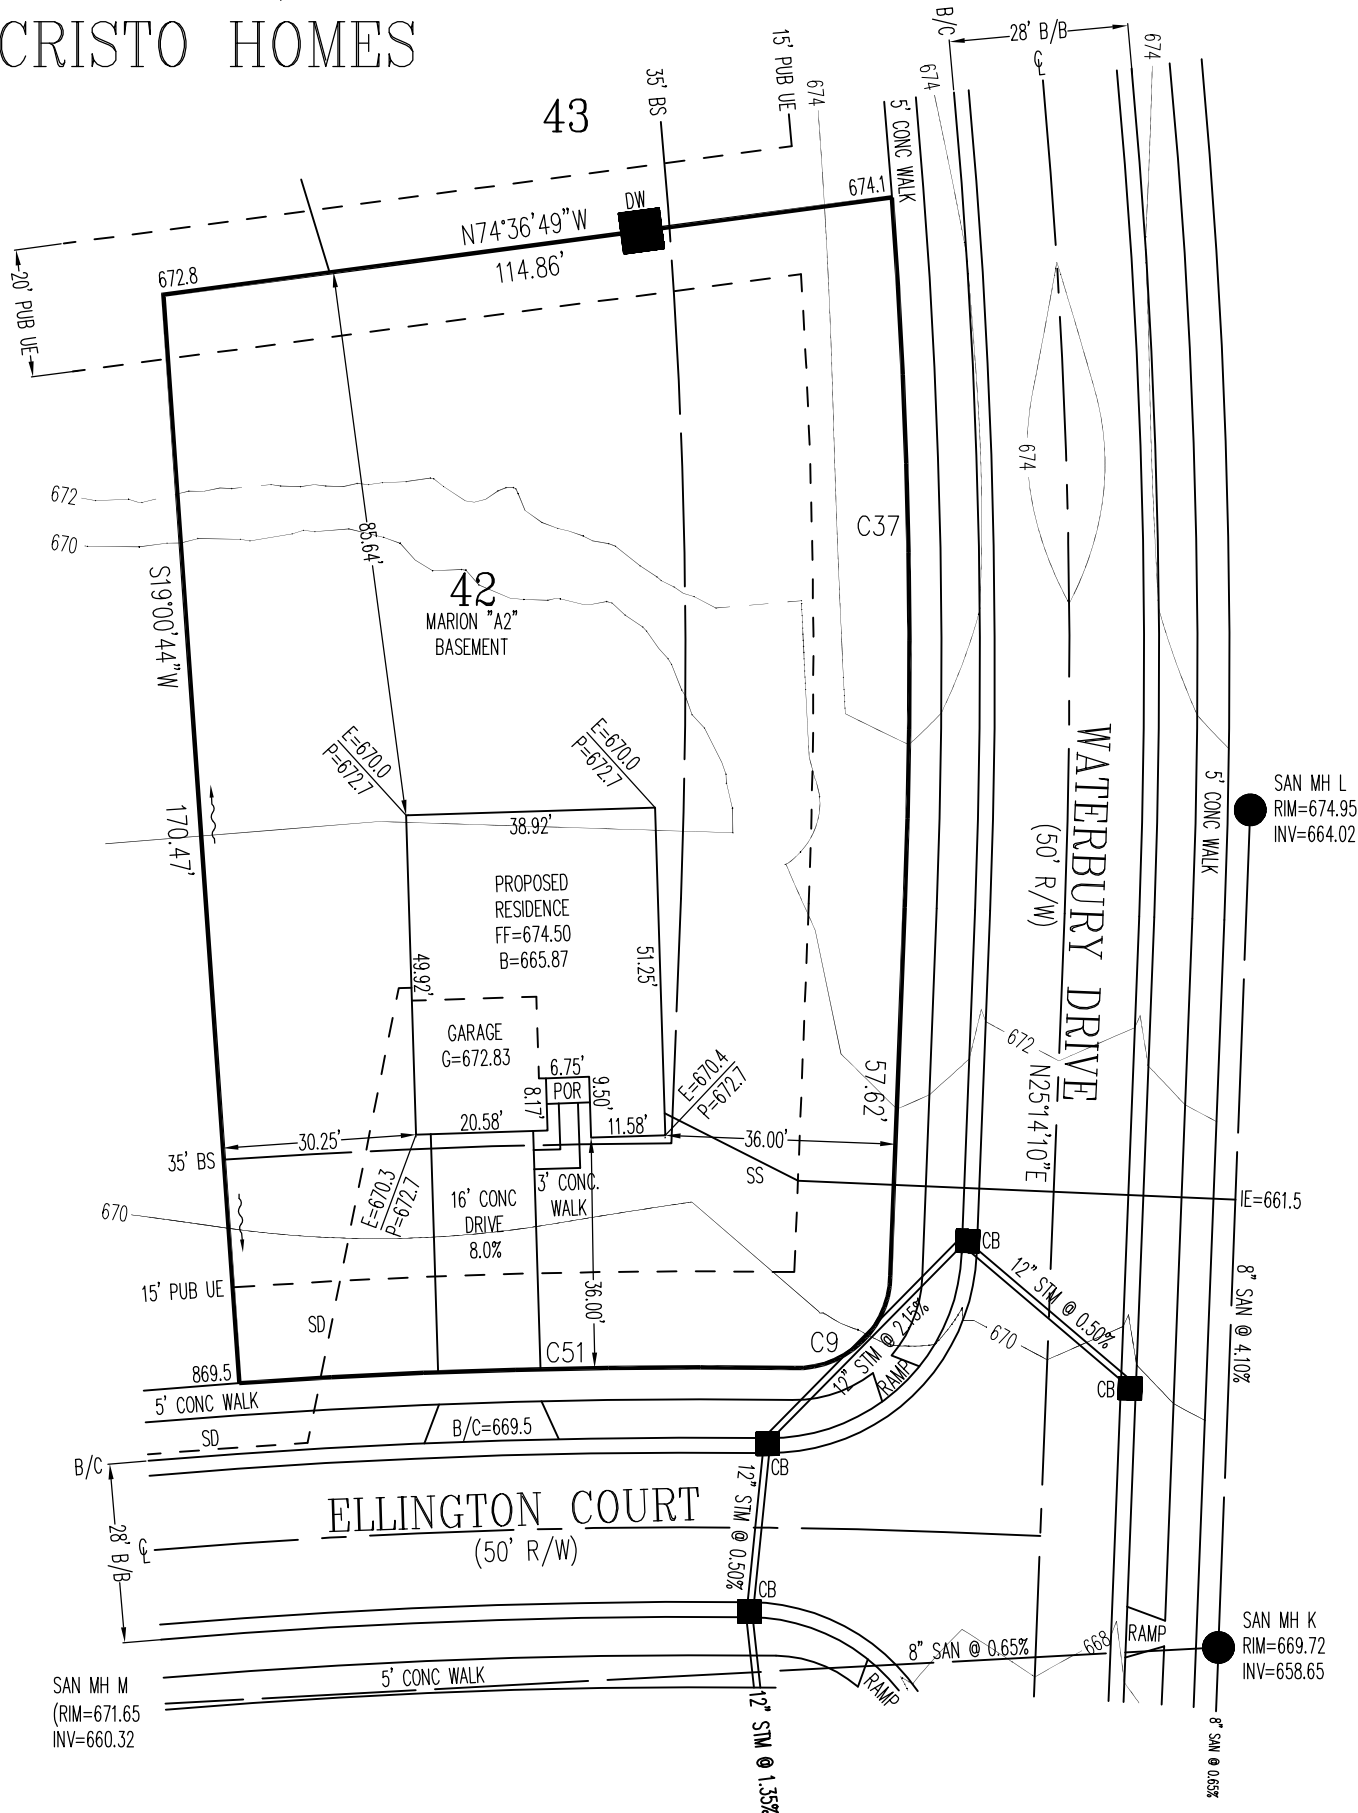 CRISTO HOMES
43
35' BS
15' PUB UE
674
5' CONC WALK
674
B/C
28' B/B
℄
674
674.1
DW
N74°36'49"W
114.86'
672.8
20' PUB UE
672
670
85.64'
42
MARION "A2"
BASEMENT
C37
674
S19°00'44"W
170.47'
E=670.0
P=672.7
E=670.0
P=672.7
38.92'
PROPOSED
RESIDENCE
FF=674.50
B=665.87
49.92'
51.25'
GARAGE
G=672.83
6.75'
POR
8.17'
9.50'
20.58'
11.58'
E=670.4
P=672.7
30.25'
36.00'
57.62'
35' BS
E=670.3
P=672.7
3' CONC.
WALK
16' CONC
DRIVE
8.0%
SS
670
15' PUB UE
36.00'
SD
C51
C9
869.5
5' CONC WALK
SD
B/C=669.5
B/C
28' B/B
℄
ELLINGTON COURT
(50' R/W)
WATERBURY DRIVE
(50' R/W)
N25°14'10"E
672
5' CONC WALK
SAN MH L
RIM=674.95
INV=664.02
IE=661.5
8" SAN @ 4.10%
CB
12" STM @ 0.50%
12" STM @ 2.15%
RAMP
670
CB
CB
12" STM @ 0.50%
CB
8" SAN @ 0.65%
668
RAMP
RAMP
SAN MH K
RIM=669.72
INV=658.65
5' CONC WALK
SAN MH M
(RIM=671.65
INV=660.32
12" STM @ 1.35%
8" SAN @ 0.65%